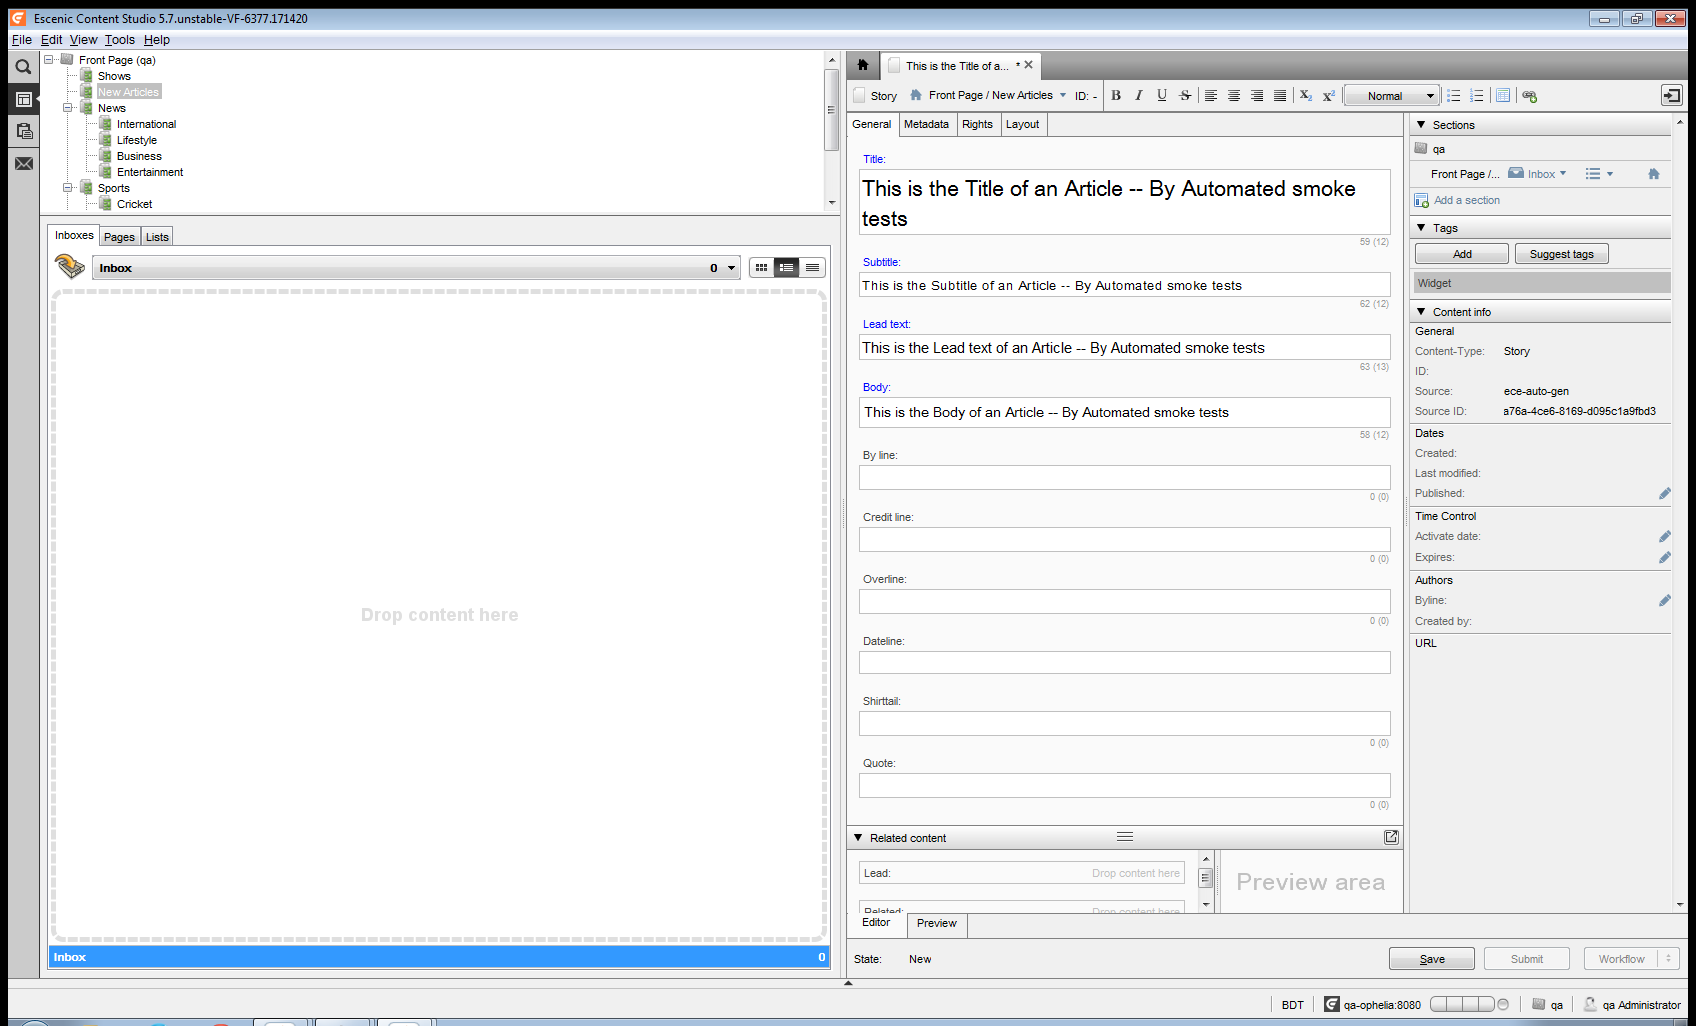 Escenic Content Studio 5.7.unstable-VF-6377.171420
File Edit View Tools Help
Front Page (qa)
Shows
New Articles
News
International
Lifestyle
Business
Entertainment
Sports
Cricket
Inboxes Pages Lists
Inbox 0
Drop content here
Inbox 0
This is the Title of a... *
Story Front Page / New Articles ID: - B I U S X2 X2 Normal
General Metadata Rights Layout
Title:
This is the Title of an Article -- By Automated smoke
tests
59 (12)
Subtitle:
This is the Subtitle of an Article -- By Automated smoke tests
62 (12)
Lead text:
This is the Lead text of an Article -- By Automated smoke tests
63 (13)
Body:
This is the Body of an Article -- By Automated smoke tests
58 (12)
By line:
0 (0)
Credit line:
0 (0)
Overline:
0 (0)
Dateline:
Shirttail:
0 (0)
Quote:
0 (0)
Related content
Lead: Drop content here
Related: Drop content here
Preview area
Editor Preview
State: New Save Submit Workflow
Sections
qa
Front Page /... Inbox
Add a section
Tags
Add Suggest tags
Widget
Content info
General
Content-Type: Story
ID:
Source: ece-auto-gen
Source ID: a76a-4ce6-8169-d095c1a9fbd3
Dates
Created:
Last modified:
Published:
Time Control
Activate date:
Expires:
Authors
Byline:
Created by:
URL
BDT qa-ophelia:8080 qa qa Administrator